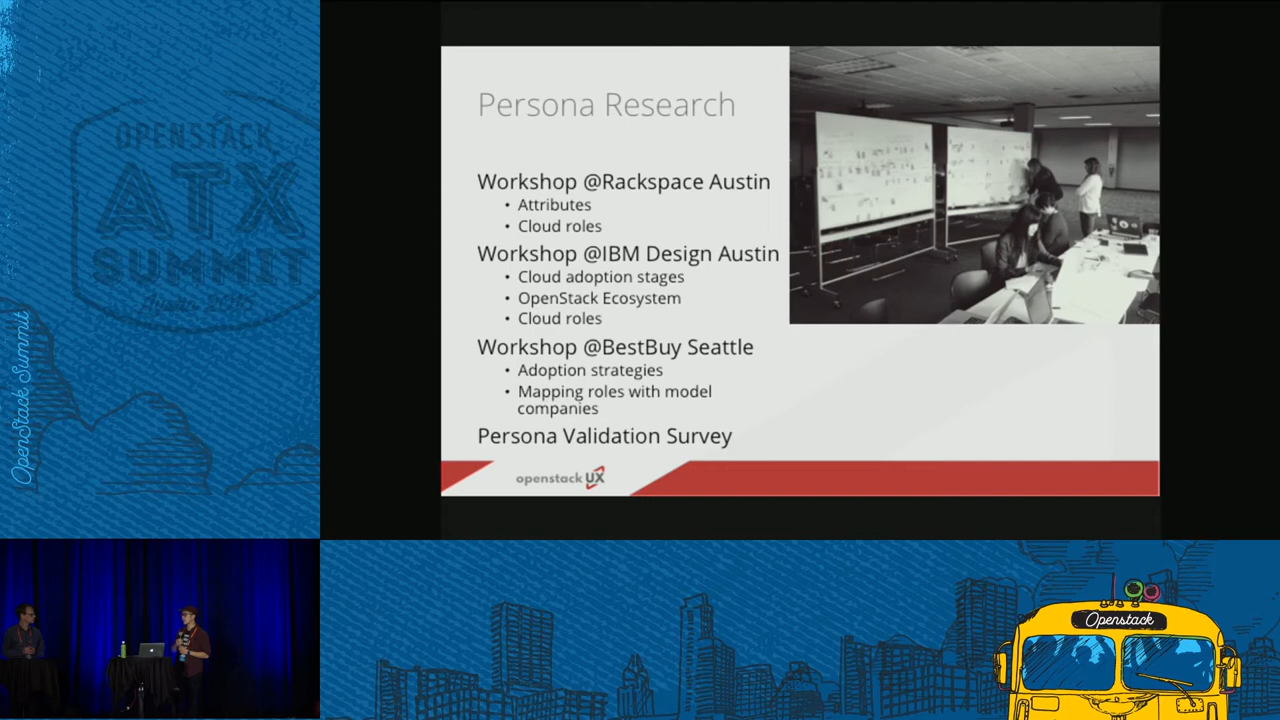 OPENSTACK
ATX
SUMMIT
Austin 2016
OpenStack Summit
Persona Research
Workshop @Rackspace Austin
• Attributes
• Cloud roles
Workshop @IBM Design Austin
• Cloud adoption stages
• OpenStack Ecosystem
• Cloud roles
Workshop @BestBuy Seattle
• Adoption strategies
• Mapping roles with model
companies
Persona Validation Survey
openstack UX
Openstack